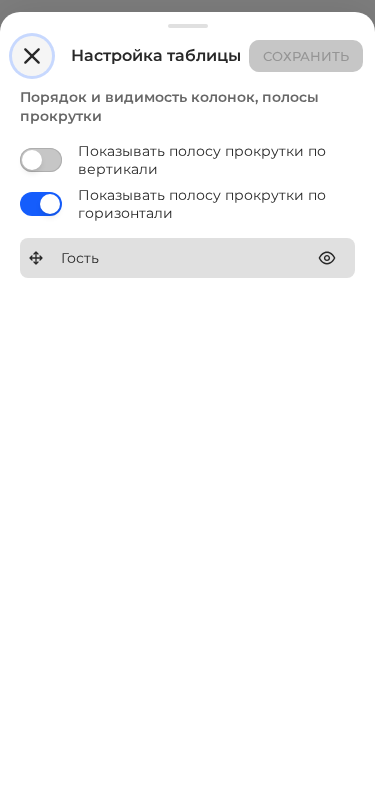 Настройка таблицы
СОХРАНИТЬ
Порядок и видимость колонок, полосы
прокрутки
Показывать полосу прокрутки по
вертикали
Показывать полосу прокрутки по
горизонтали
Гость